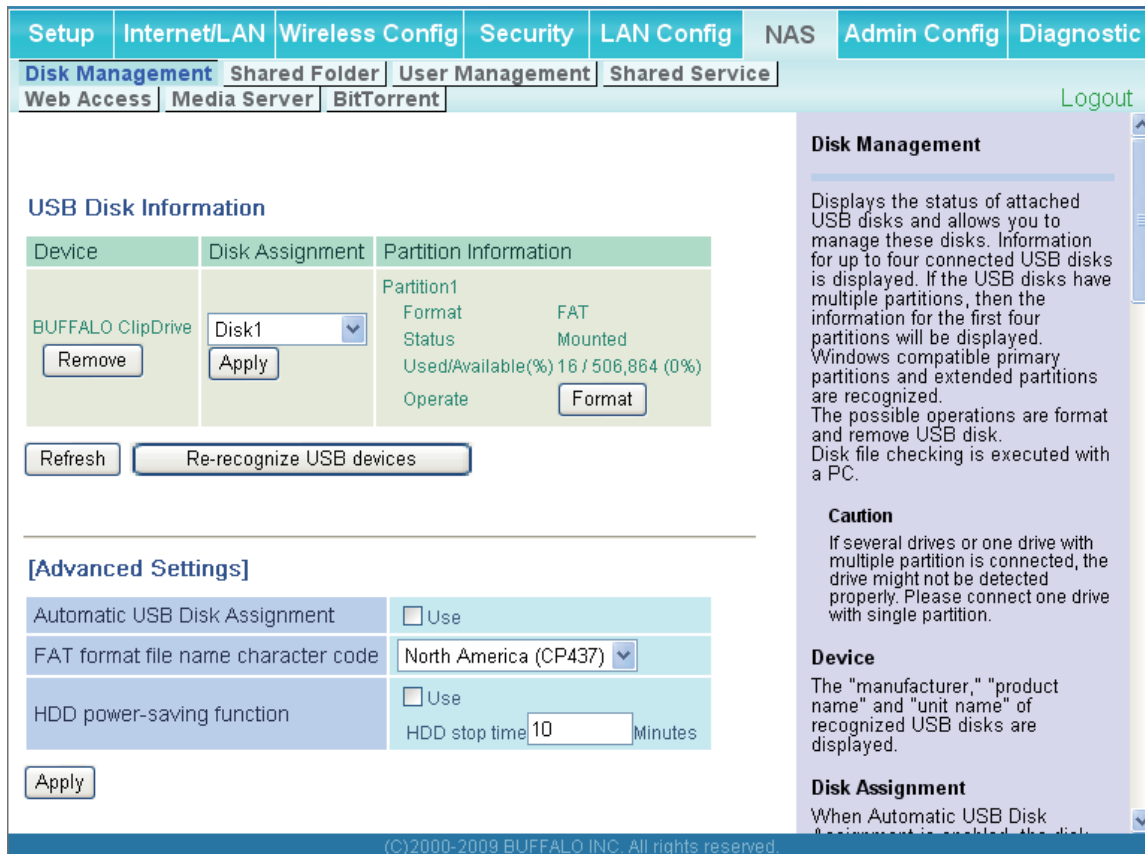 Setup Internet/LAN Wireless Config Security LAN Config NAS Admin Config Diagnostic
Disk Management Shared Folder User Management Shared Service
Web Access Media Server BitTorrent
Logout
USB Disk Information
Device Disk Assignment Partition Information
BUFFALO ClipDrive
Remove
Disk1
Apply
Partition1
Format FAT
Status Mounted
Used/Available(%) 16 / 506,864 (0%)
Operate Format
Refresh Re-recognize USB devices
[Advanced Settings]
Automatic USB Disk Assignment Use
FAT format file name character code North America (CP437)
HDD power-saving function Use
HDD stop time 10 Minutes
Apply
Disk Management
Displays the status of attached
USB disks and allows you to
manage these disks. Information
for up to four connected USB disks
is displayed. If the USB disks have
multiple partitions, then the
information for the first four
partitions will be displayed.
Windows compatible primary
partitions and extended partitions
are recognized.
The possible operations are format
and remove USB disk.
Disk file checking is executed with
a PC.
Caution
If several drives or one drive with
multiple partition is connected, the
drive might not be detected
properly. Please connect one drive
with single partition.
Device
The "manufacturer," "product
name" and "unit name" of
recognized USB disks are
displayed.
Disk Assignment
When Automatic USB Disk
Assignment is enabled, the disk
(C)2000-2009 BUFFALO INC. All rights reserved.